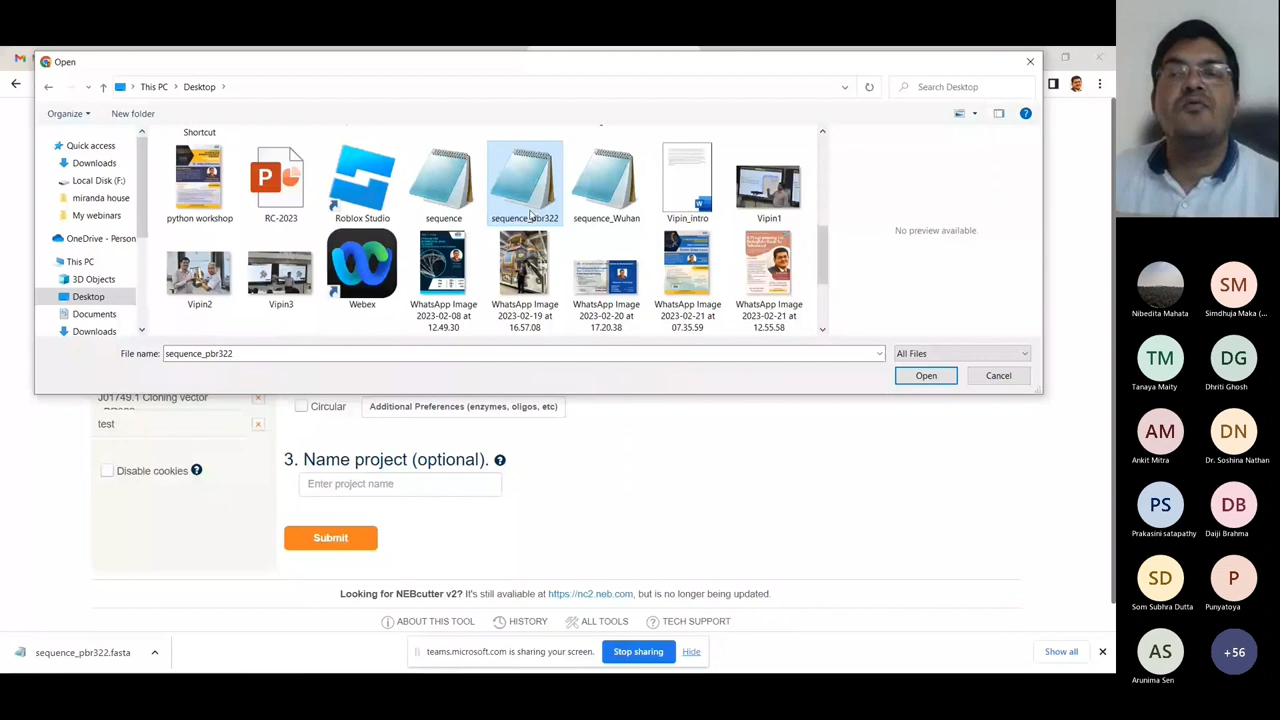 Open
This PC
Desktop
Search Desktop
Organize
New folder
Quick access
Downloads
Local Disk (F:)
miranda house
My webinars
OneDrive - Person
This PC
3D Objects
Desktop
Documents
Downloads
Shortcut
python workshop
RC-2023
Roblox Studio
sequence
sequence_pbr322
sequence_Wuhan
Vipin_intro
Vipin1
Vipin2
Vipin3
Webex
WhatsApp Image
2023-02-08 at
12.49.30
WhatsApp Image
2023-02-19 at
16.57.08
WhatsApp Image
2023-02-20 at
17.20.38
WhatsApp Image
2023-02-21 at
07.35.59
WhatsApp Image
2023-02-21 at
12.55.58
No preview available.
File name:
sequence_pbr322
All Files
Open
Cancel
J01749.1 Cloning vector
test
Disable cookies
Circular
Additional Preferences (enzymes, oligos, etc)
3. Name project (optional).
Enter project name
Submit
Looking for NEBcutter v2? It's still avaliable at https://nc2.neb.com, but is no longer being updated.
ABOUT THIS TOOL
HISTORY
ALL TOOLS
TECH SUPPORT
sequence_pbr322.fasta
teams.microsoft.com is sharing your screen.
Stop sharing
Hide
Show all
Nibedita Mahata
SM
Simdhuja Maka (...
TM
Tanaya Maity
DG
Dhriti Ghosh
AM
Ankit Mitra
DN
Dr. Soshina Nathan
PS
Prakasini satapathy
DB
Daiji Brahma
SD
Som Subhra Dutta
P
Punyatoya
AS
Arunima Sen
+56